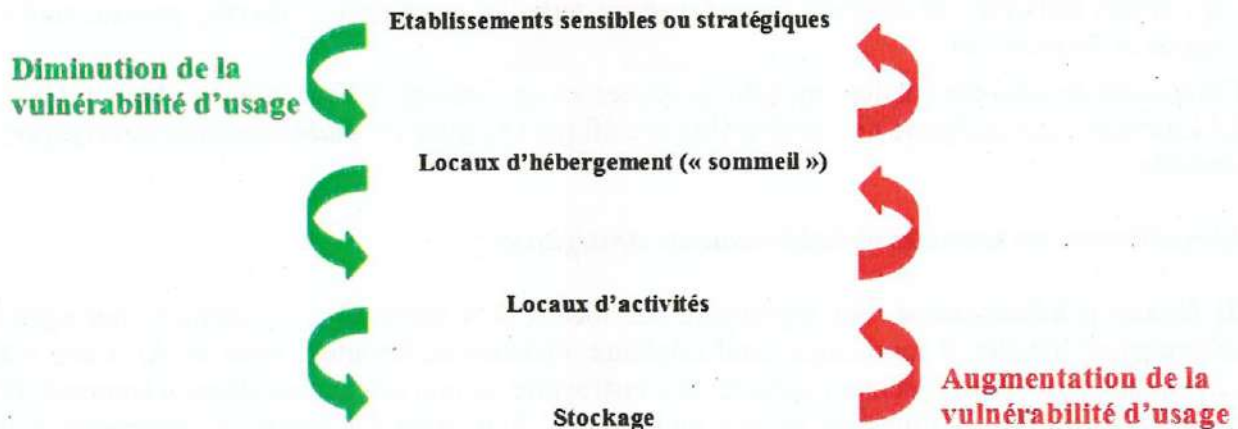 Etablissements sensibles ou stratégiques
Diminution de la
vulnérabilité d'usage
Locaux d'hébergement (« sommeil »)
Locaux d'activités
Stockage
Augmentation de la
vulnérabilité d'usage